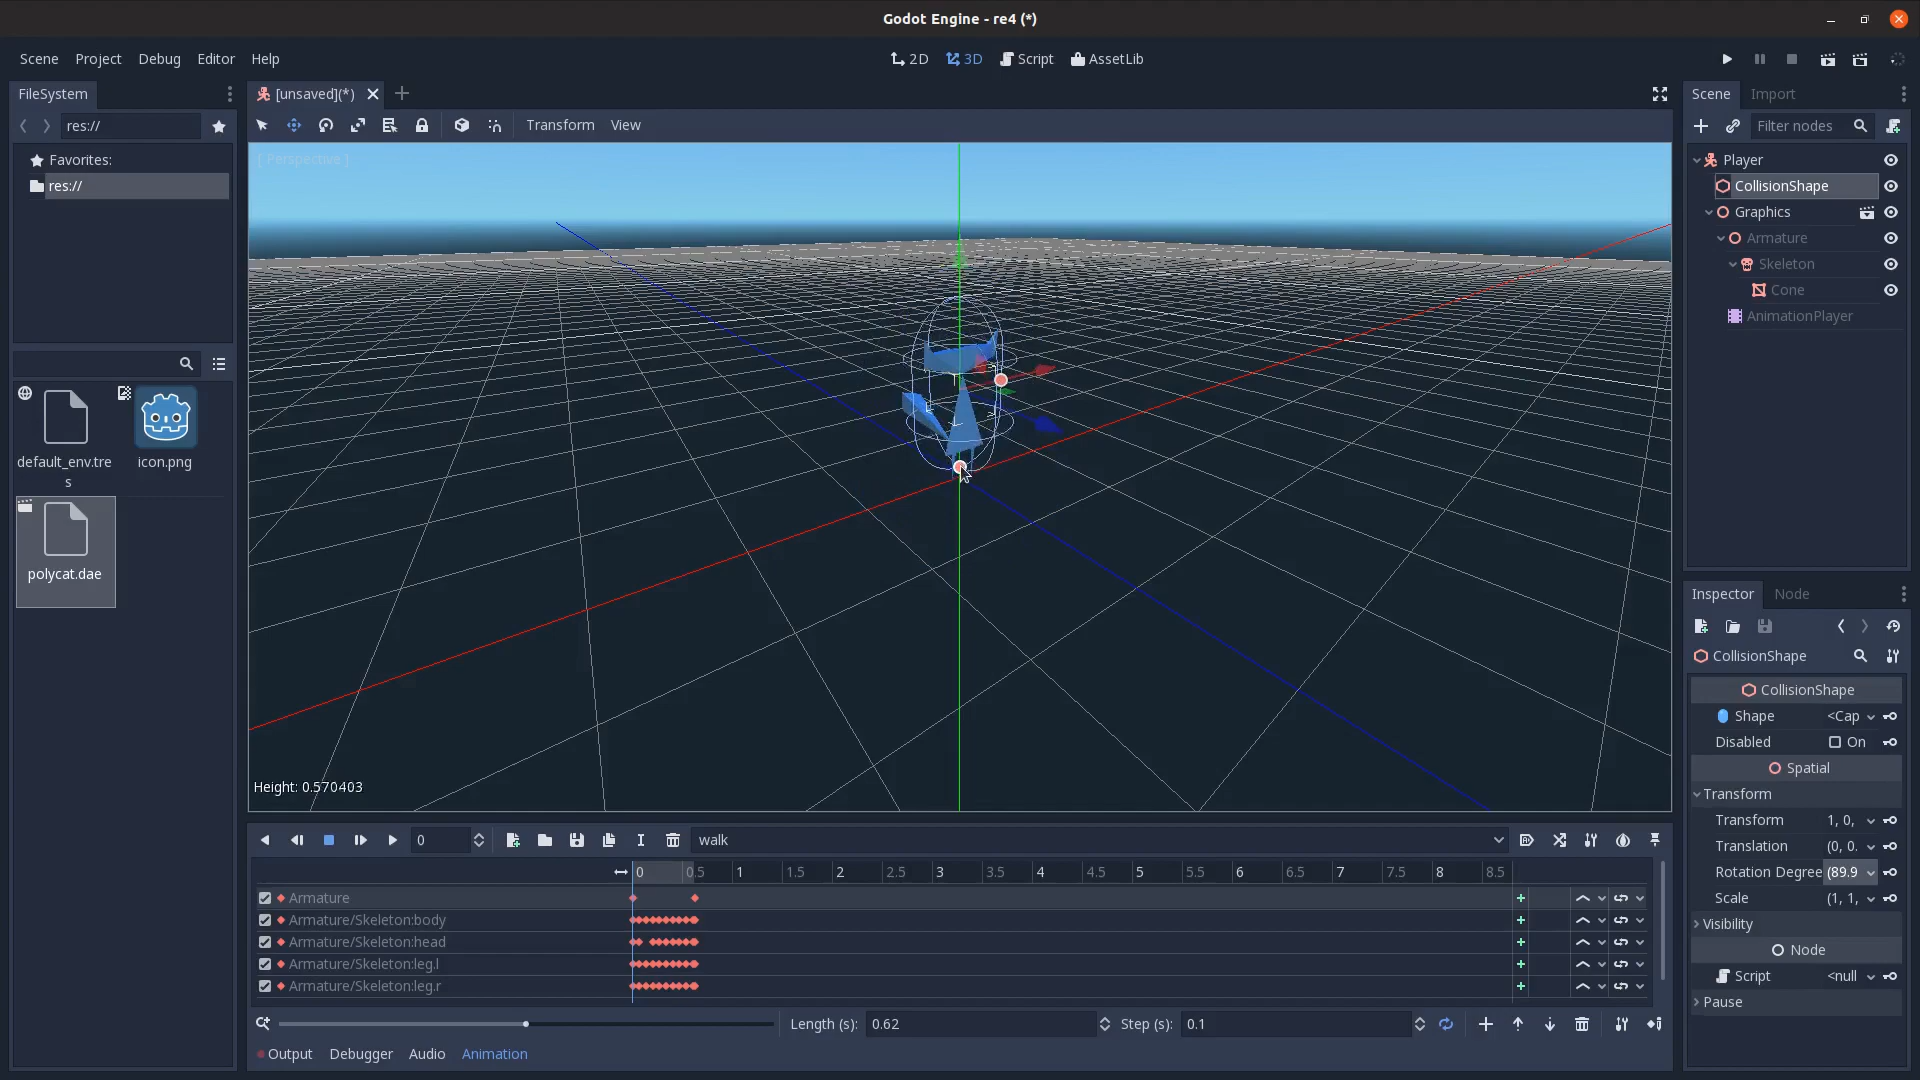 Godot Engine - re4 (*)
Scene Project Debug Editor Help
2D 3D Script AssetLib
FileSystem
[unsaved](*)
Scene Import
res://
Transform View
Filter nodes
Favorites:
res://
[ Perspective ]
Player
CollisionShape
Graphics
Armature
Skeleton
Cone
AnimationPlayer
default_env.tre
s
icon.png
polycat.dae
Height: 0.570403
Inspector Node
CollisionShape
CollisionShape
Shape <Cap
Disabled On
Spatial
Transform
Transform 1, 0,
Translation (0, 0.
Rotation Degree (89.9
Scale (1, 1,
Visibility
Node
Script <null
Pause
0 walk
0 0.5 1 1.5 2 2.5 3 3.5 4 4.5 5 5.5 6 6.5 7 7.5 8 8.5
Armature
Armature/Skeleton:body
Armature/Skeleton:head
Armature/Skeleton:leg.l
Armature/Skeleton:leg.r
Length (s): 0.62 Step (s): 0.1
Output Debugger Audio Animation